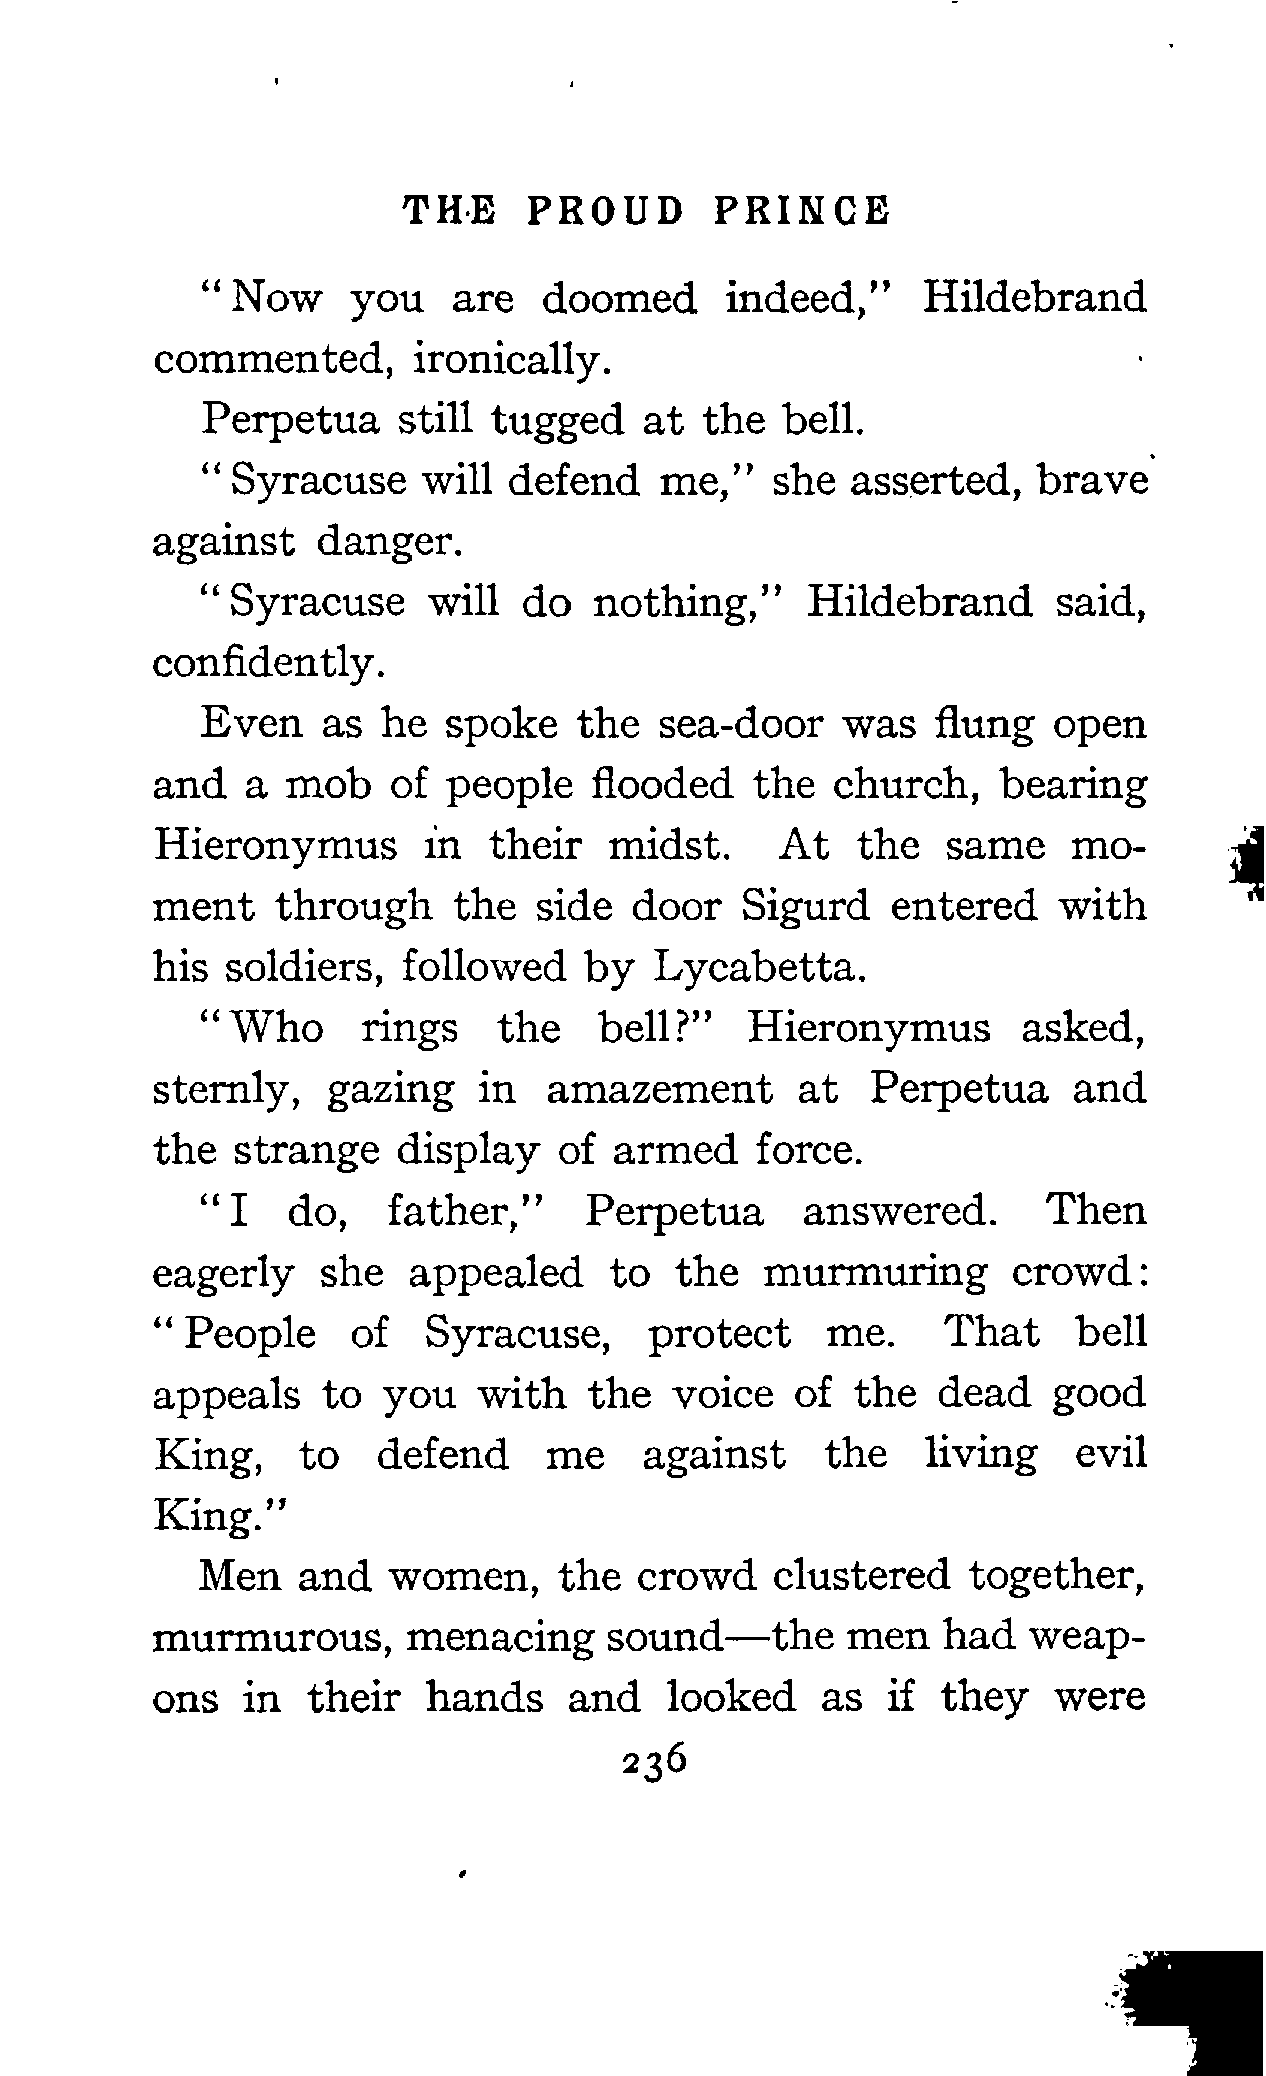 THE PROUD PRINCE
"Now you are doomed indeed," Hildebrand
commented, ironically.
Perpetua still tugged at the bell.
"Syracuse will defend me," she asserted, brave
against danger.
"Syracuse will do nothing," Hildebrand said,
confidently.
Even as he spoke the sea-door was flung open
and a mob of people flooded the church, bearing
Hieronymus in their midst. At the same mo-
ment through the side door Sigurd entered with
his soldiers, followed by Lycabetta.
"Who rings the bell?" Hieronymus asked,
sternly, gazing in amazement at Perpetua and
the strange display of armed force.
"I do, father," Perpetua answered. Then
eagerly she appealed to the murmuring crowd:
"People of Syracuse, protect me. That bell
appeals to you with the voice of the dead good
King, to defend me against the living evil
King."
Men and women, the crowd clustered together,
murmurous, menacing sound—the men had weap-
ons in their hands and looked as if they were
236